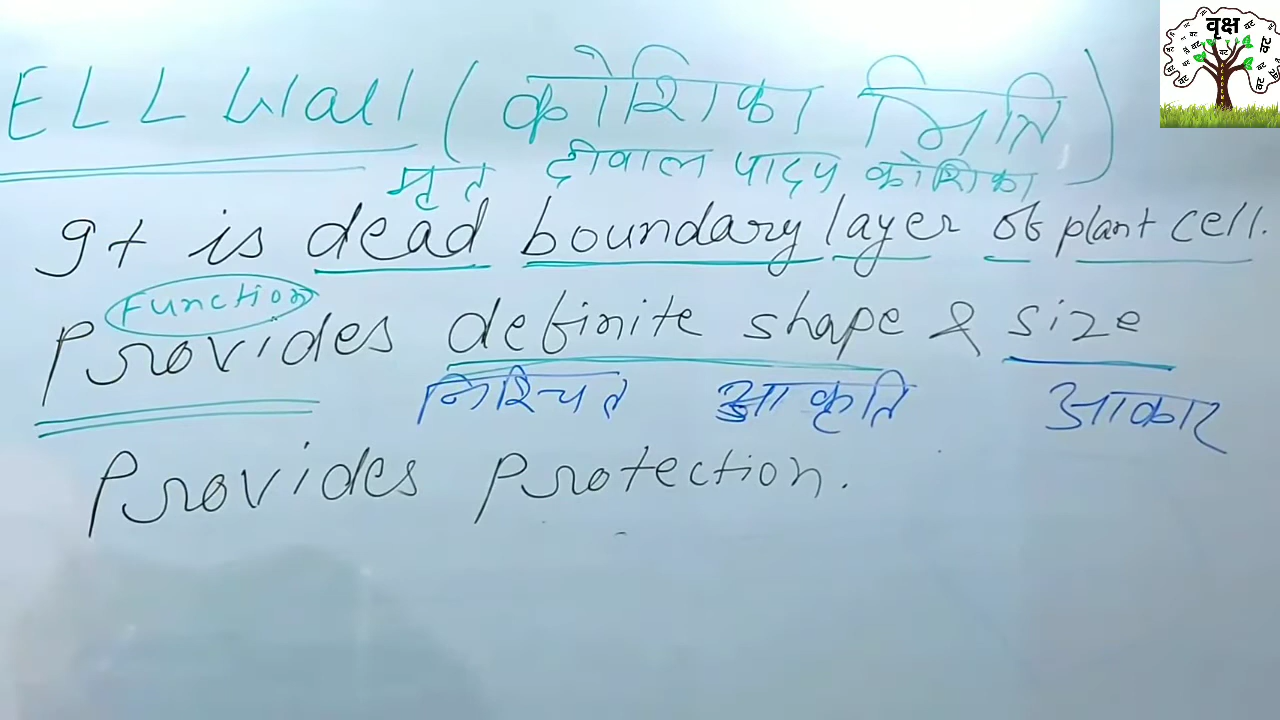 ELL Wall (कोशिका भित्ति)
मृत दीवाल पादप कोशिका
It is dead boundary layer of plant cell.
Function
Provides definite shape & size
निश्चित आकृति आकार
Provides protection.
वृक्ष